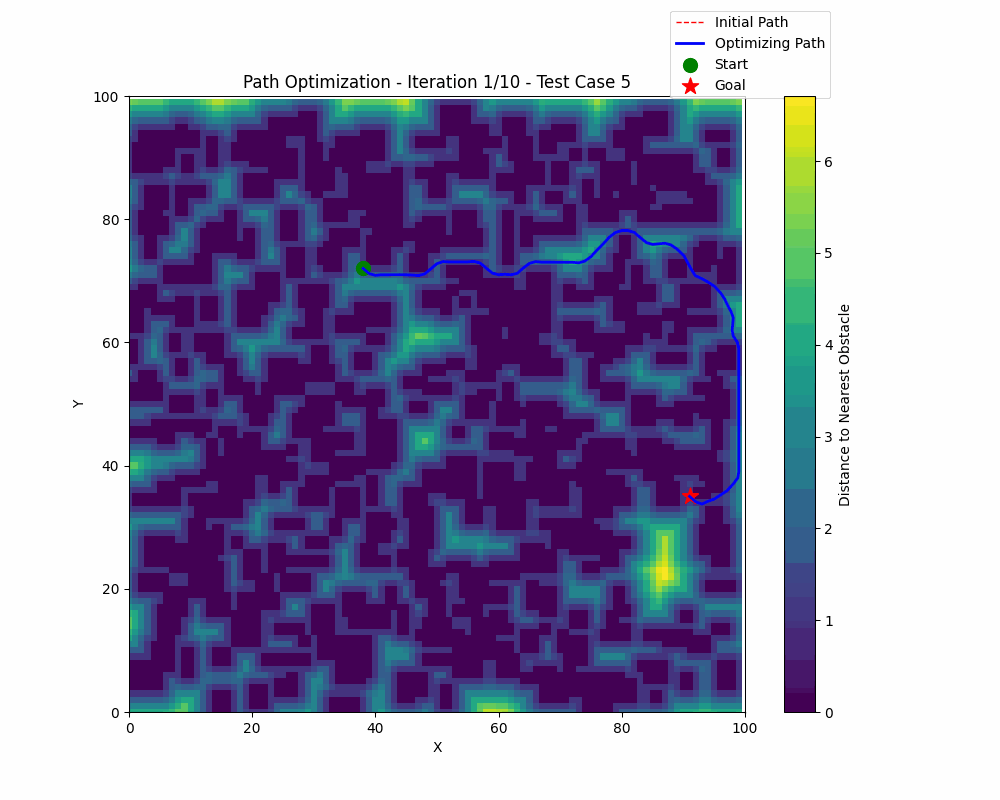 Initial Path
Optimizing Path
Start
Goal
Path Optimization - Iteration 1/10 - Test Case 5
100
80
60
40
20
0
Y
0
20
40
60
80
100
X
6
5
4
3
2
1
0
Distance to Nearest Obstacle